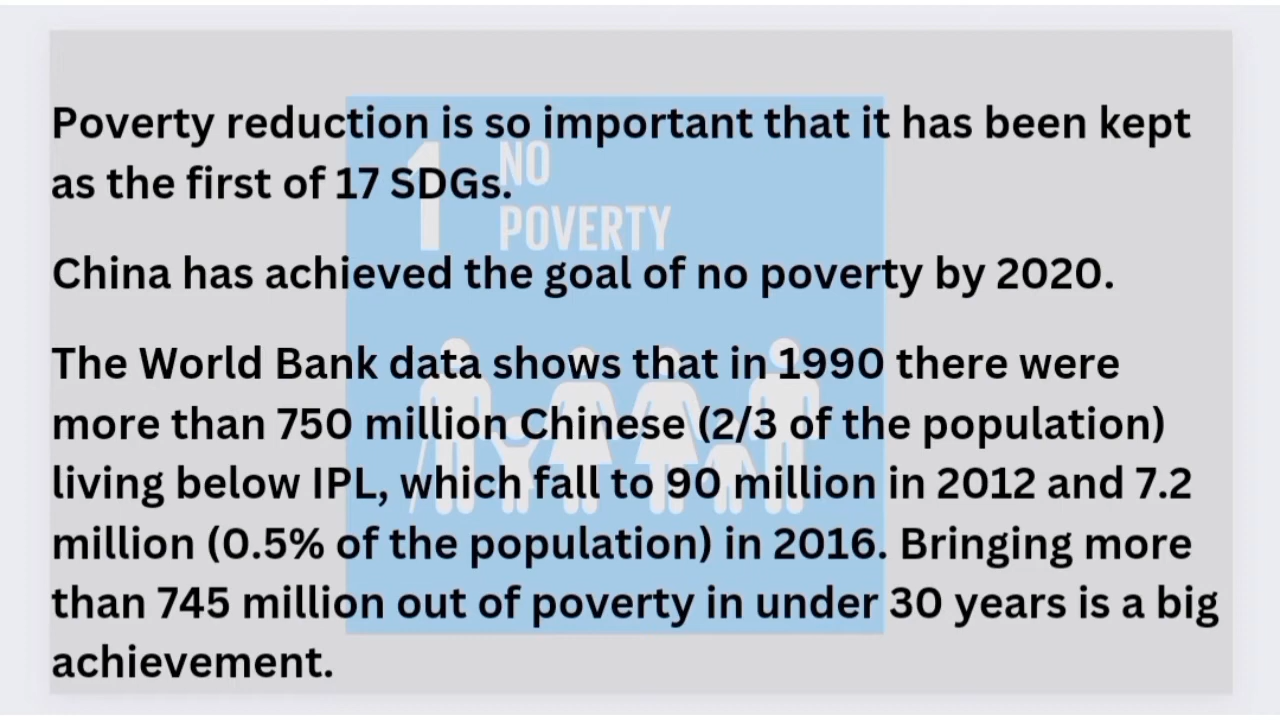 Poverty reduction is so important that it has been kept
as the first of 17 SDGs.
1 NO
POVERTY
China has achieved the goal of no poverty by 2020.
The World Bank data shows that in 1990 there were
more than 750 million Chinese (2/3 of the population)
living below IPL, which fall to 90 million in 2012 and 7.2
million (0.5% of the population) in 2016. Bringing more
than 745 million out of poverty in under 30 years is a big
achievement.